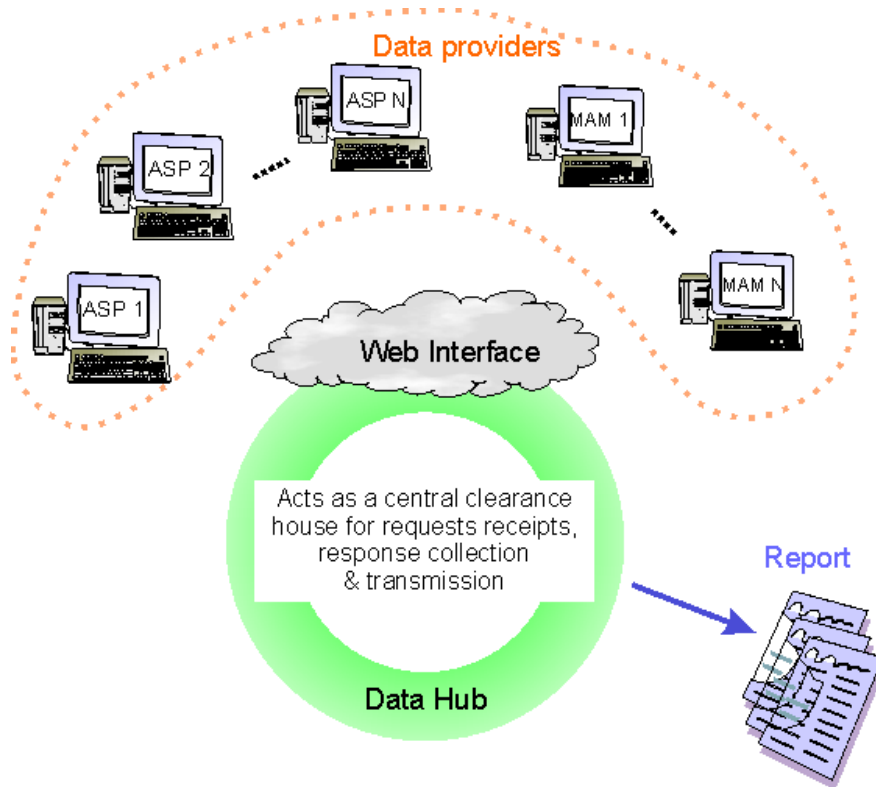 Data providers
ASP N
MAM 1
ASP 2
MAM N
ASP 1
Web Interface
Acts as a central clearance
house for requests receipts,
response collection
& transmission
Report
Data Hub